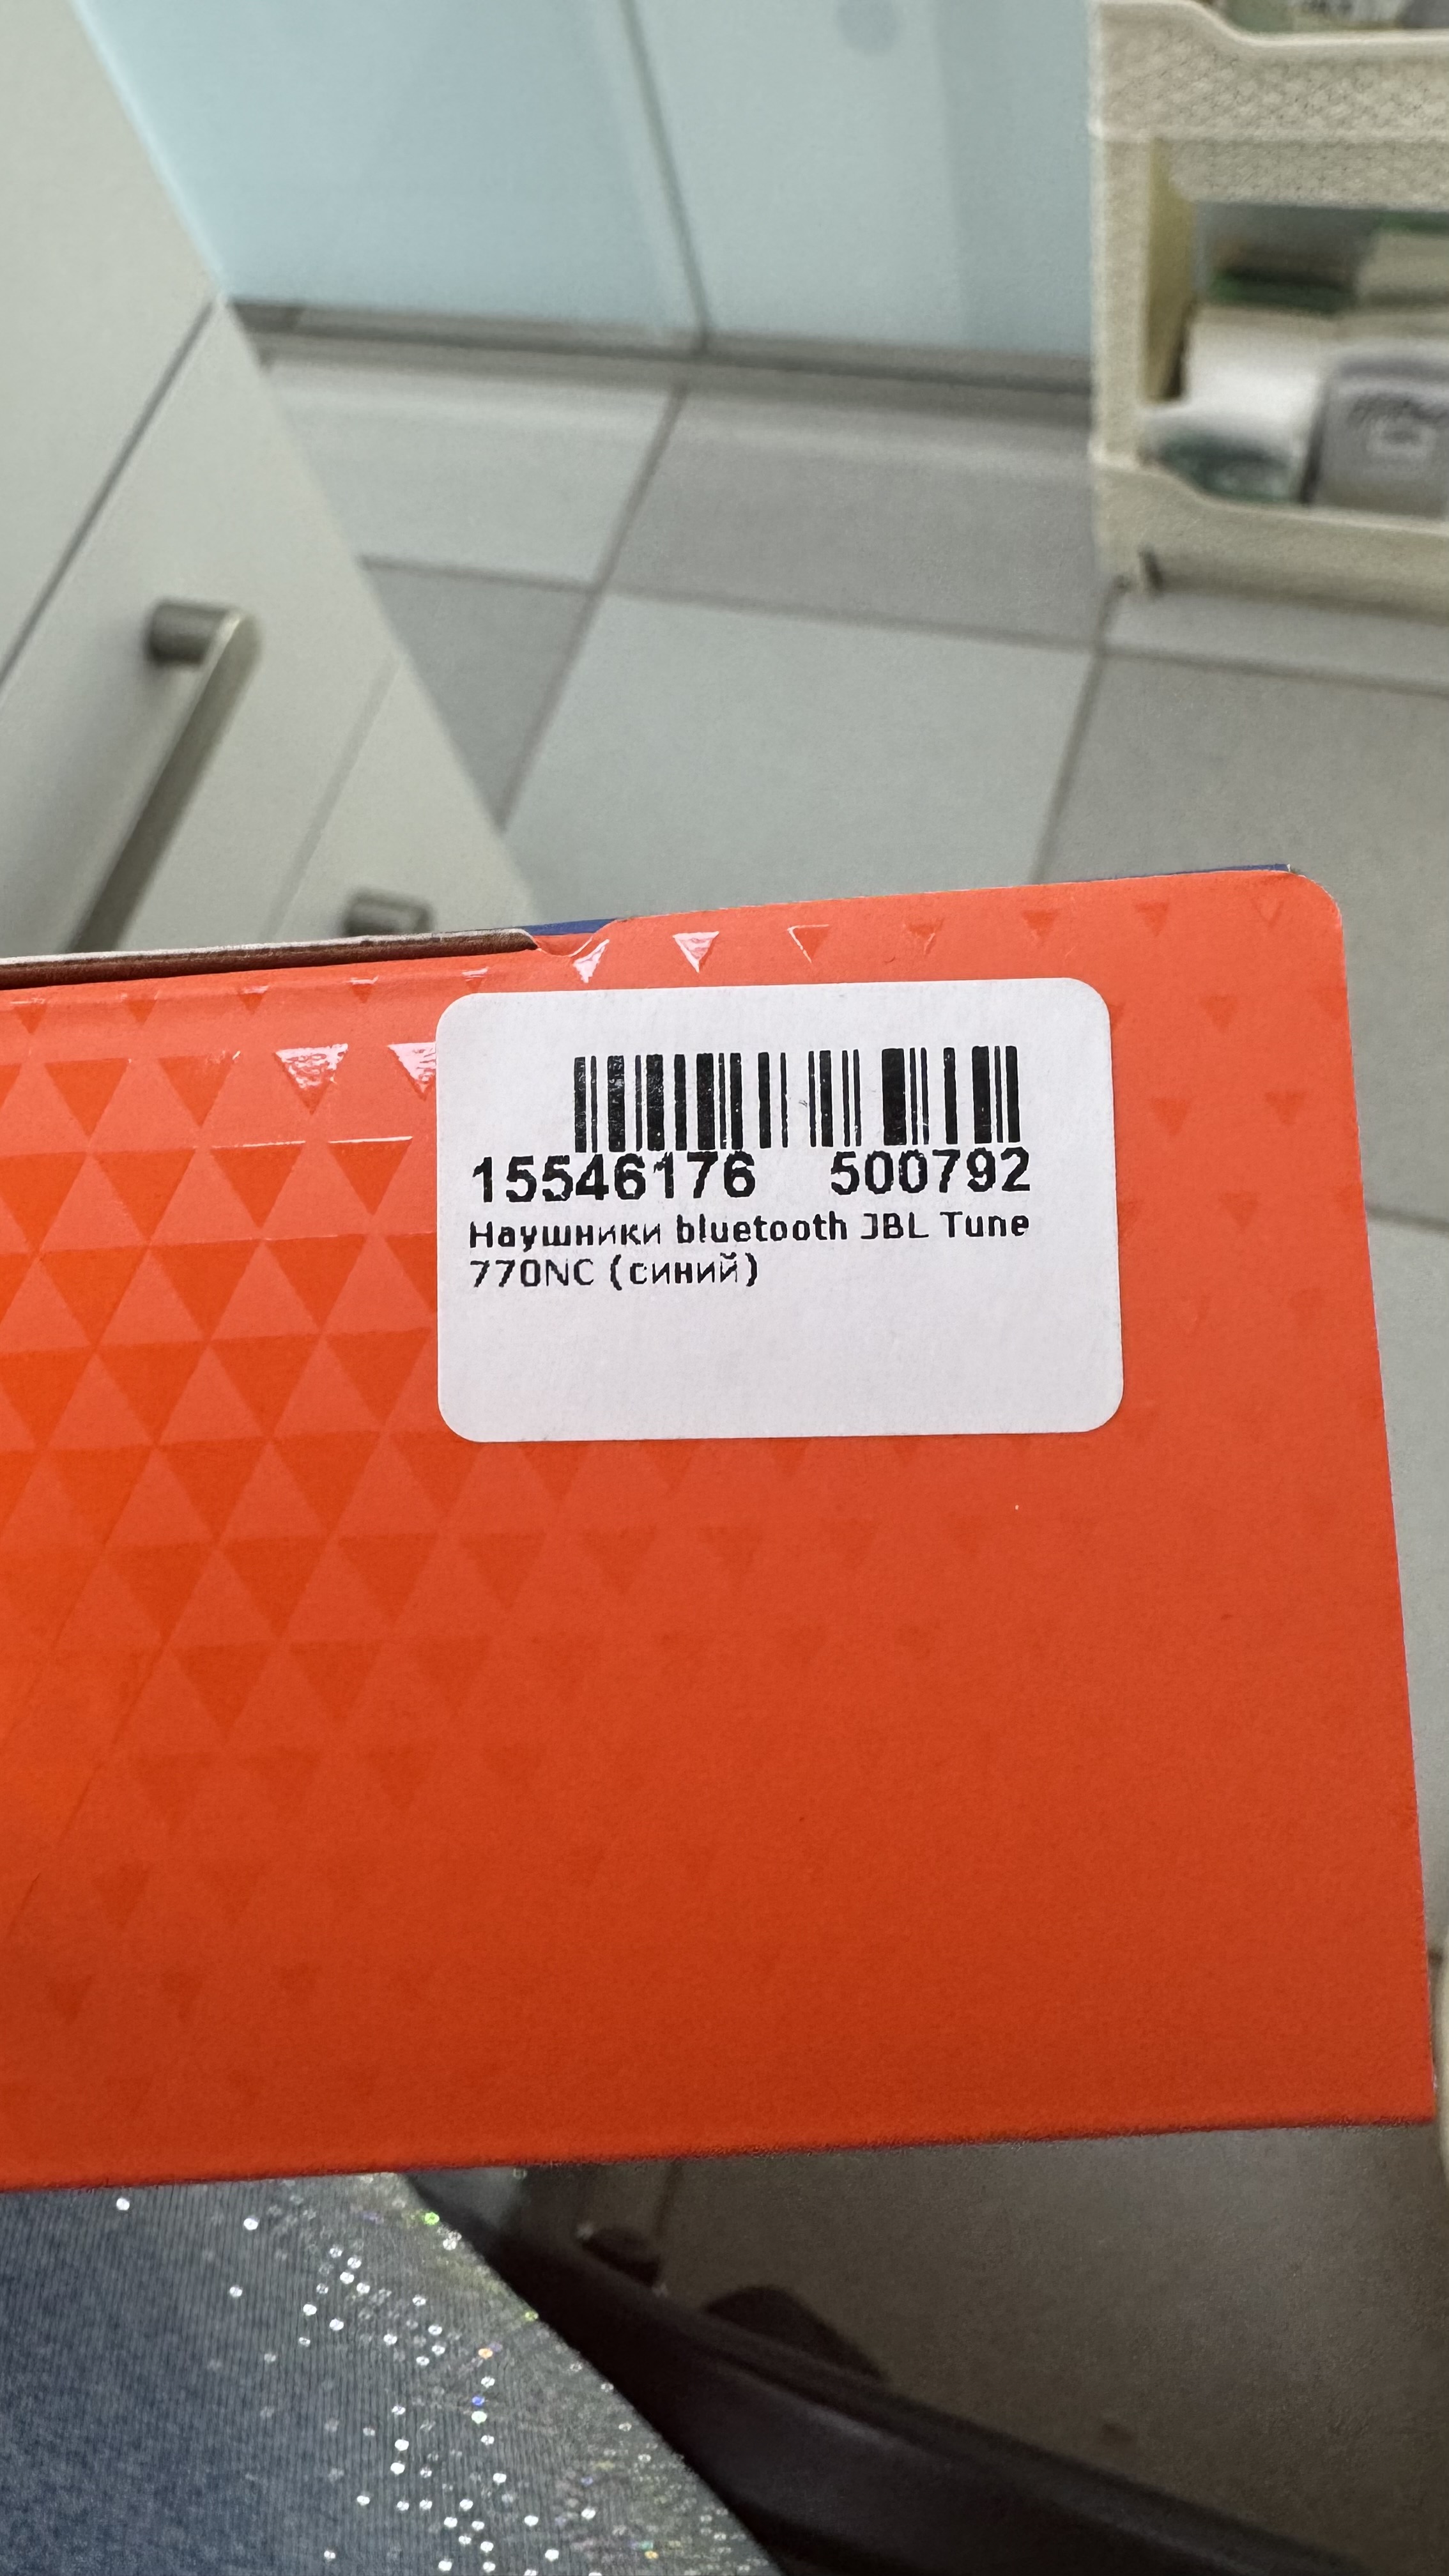 15546176 500792
Наушники bluetooth JBL Tune
770NC (синий)